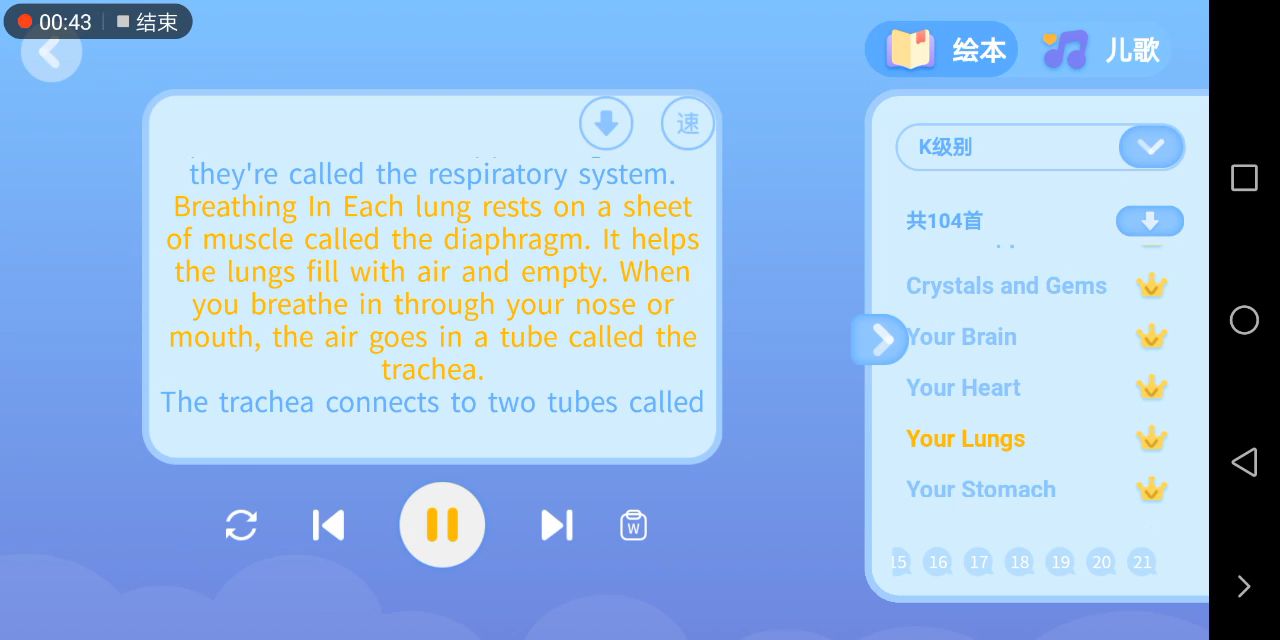 00:43 结束
绘本
儿歌
速
they're called the respiratory system.
Breathing In Each lung rests on a sheet
of muscle called the diaphragm. It helps
the lungs fill with air and empty. When
you breathe in through your nose or
mouth, the air goes in a tube called the
trachea.
The trachea connects to two tubes called
W
K级别
共104首
Crystals and Gems
Your Brain
Your Heart
Your Lungs
Your Stomach
15 16 17 18 19 20 21